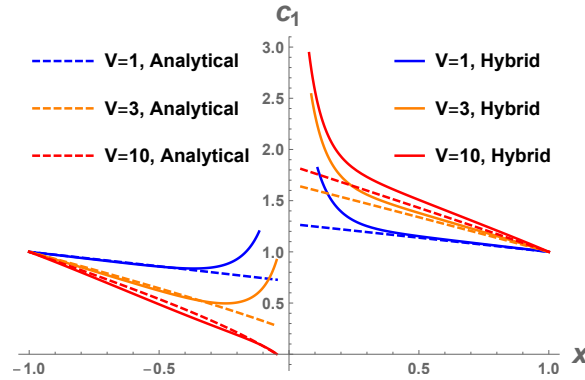 c₁
3.0
V=1, Analytical
V=1, Hybrid
2.5
V=3, Analytical
V=3, Hybrid
2.0
V=10, Analytical
V=10, Hybrid
1.5
1.0
0.5
x
-1.0 -0.5 0.5 1.0